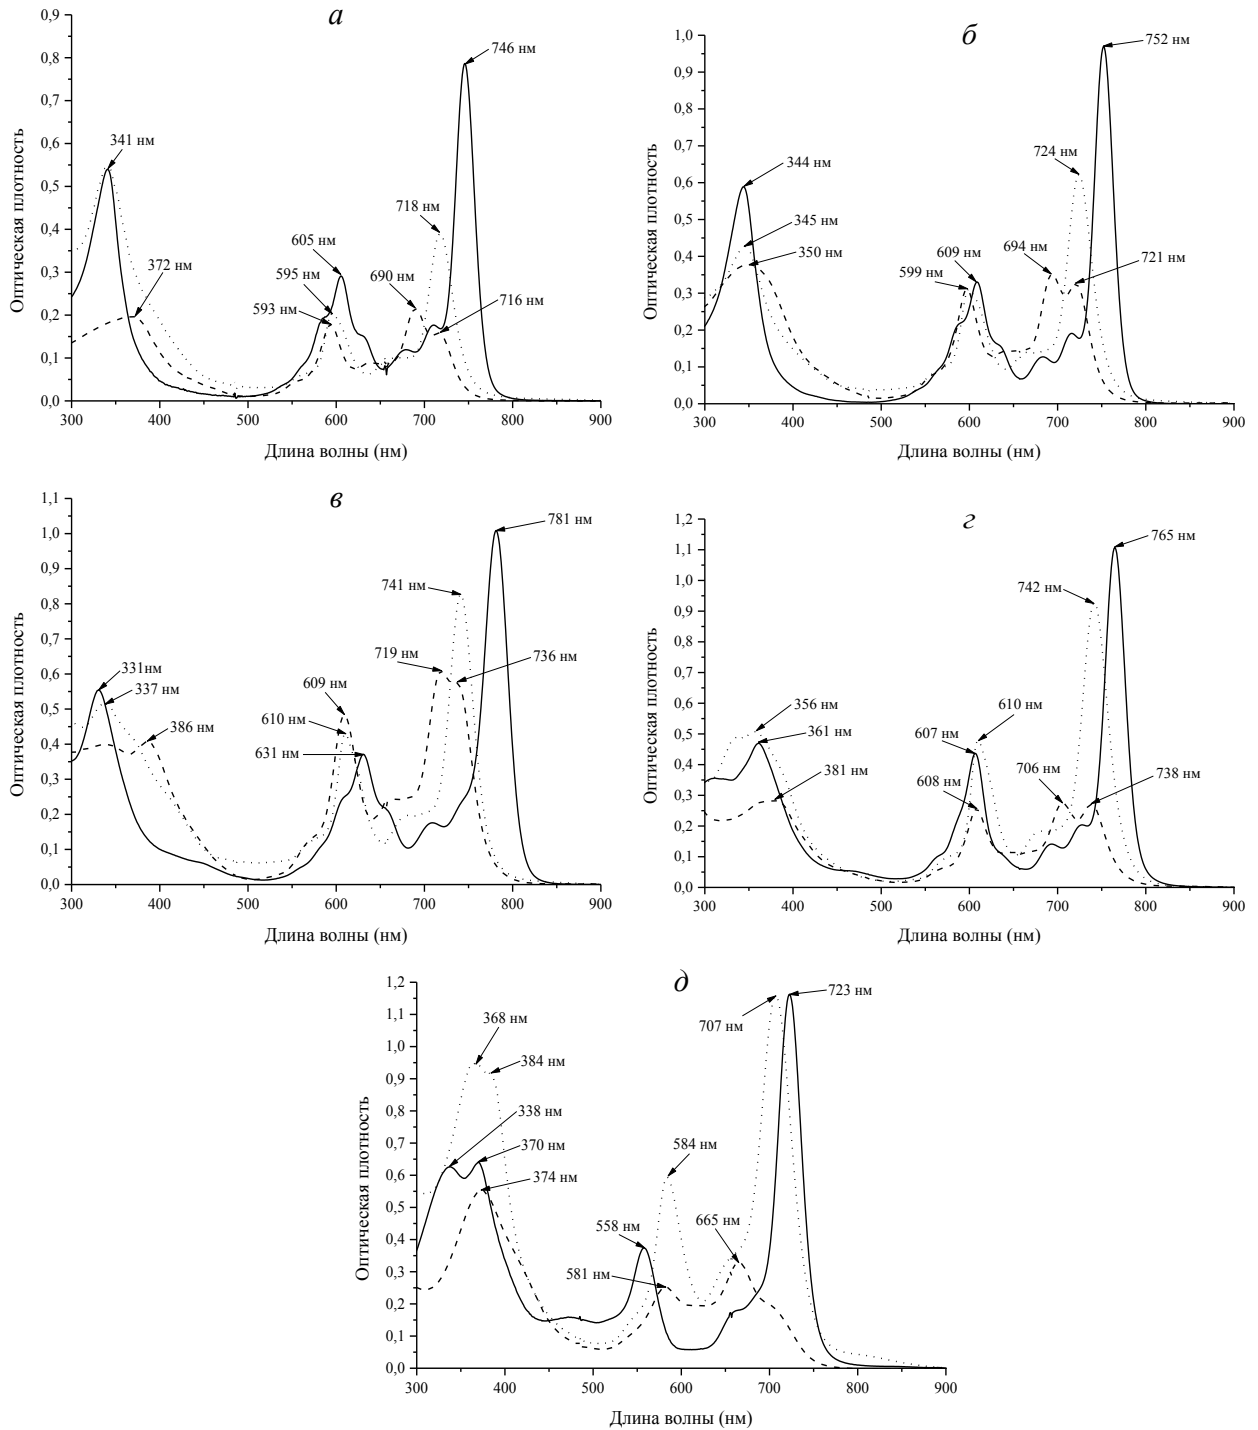 а
0,9
0,8
0,7
0,6
0,5
0,4
0,3
0,2
0,1
0,0
Оптическая плотность
746 нм
341 нм
718 нм
605 нм
372 нм
595 нм
690 нм
593 нм
716 нм
300 400 500 600 700 800 900
Длина волны (нм)
б
1,0
0,9
0,8
0,7
0,6
0,5
0,4
0,3
0,2
0,1
0,0
Оптическая плотность
752 нм
724 нм
344 нм
345 нм
350 нм
609 нм
694 нм
721 нм
599 нм
300 400 500 600 700 800 900
Длина волны (нм)
в
1,1
1,0
0,9
0,8
0,7
0,6
0,5
0,4
0,3
0,2
0,1
0,0
Оптическая плотность
781 нм
741 нм
719 нм
736 нм
331нм
337 нм
609 нм
386 нм
610 нм
631 нм
300 400 500 600 700 800 900
Длина волны (нм)
г
1,2
1,1
1,0
0,9
0,8
0,7
0,6
0,5
0,4
0,3
0,2
0,1
0,0
Оптическая плотность
765 нм
742 нм
356 нм
610 нм
361 нм
607 нм
381 нм
706 нм
738 нм
608 нм
300 400 500 600 700 800 900
Длина волны (нм)
д
1,2
1,1
1,0
0,9
0,8
0,7
0,6
0,5
0,4
0,3
0,2
0,1
0,0
Оптическая плотность
723 нм
368 нм
707 нм
384 нм
338 нм
370 нм
584 нм
374 нм
558 нм
665 нм
581 нм
300 400 500 600 700 800 900
Длина волны (нм)